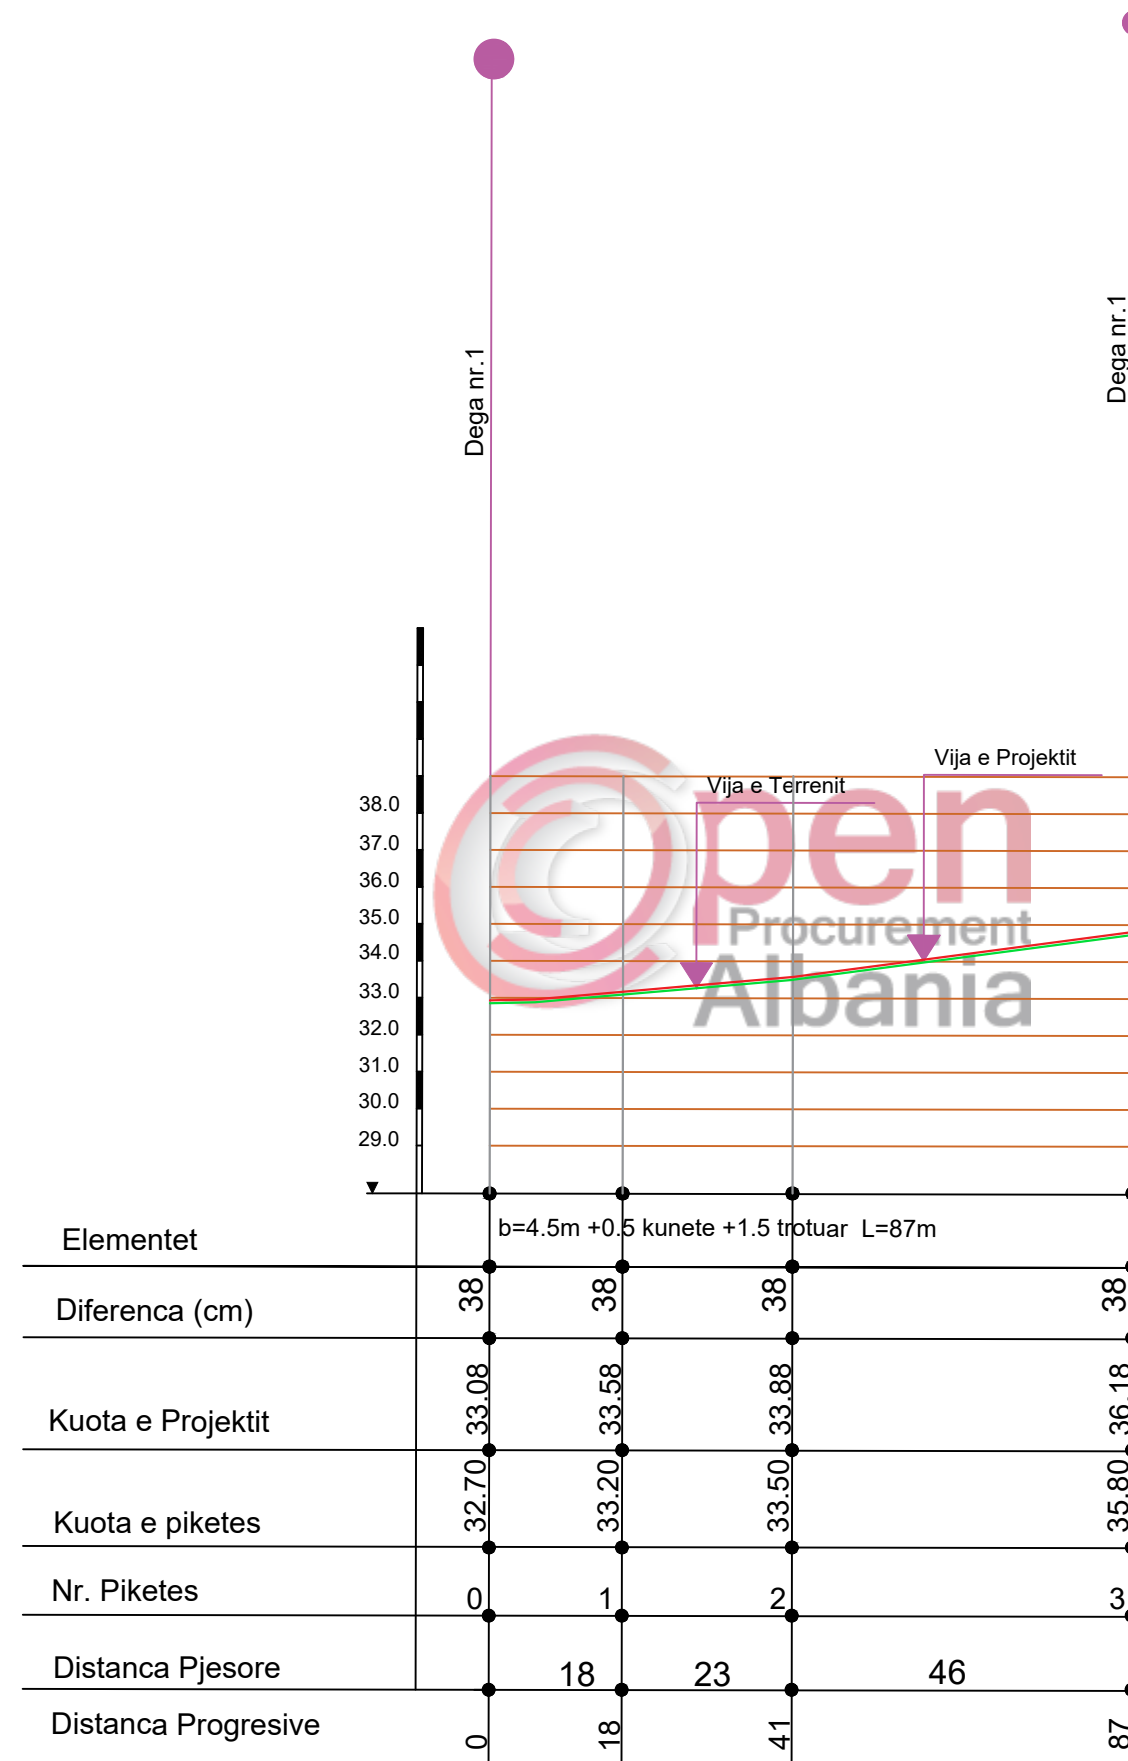 Dega nr.1
Dega nr.1
Vija e Projektit
Vija e Terrenit
38.0
37.0
36.0
35.0
34.0
33.0
32.0
31.0
30.0
29.0
Open
Procurement
Albania
Elementet b=4.5m +0.5 kunete +1.5 trotuar L=87m
Diferenca (cm) 38 38 38 38
Kuota e Projektit 33.08 33.58 33.88 36.18
Kuota e piketes 32.70 33.20 33.50 35.80
Nr. Piketes 0 1 2 3
Distanca Pjesore 18 23 46
Distanca Progresive 0 18 41 87